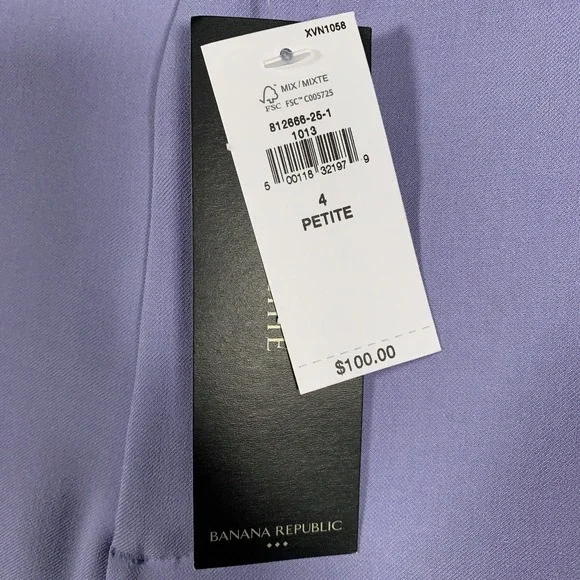 XVN1058
MIX / MIXTE
FSC FSC™ C005725
812666-25-1
1013
5 00118 32197 9
4
PETITE
$100.00
BANANA REPUBLIC